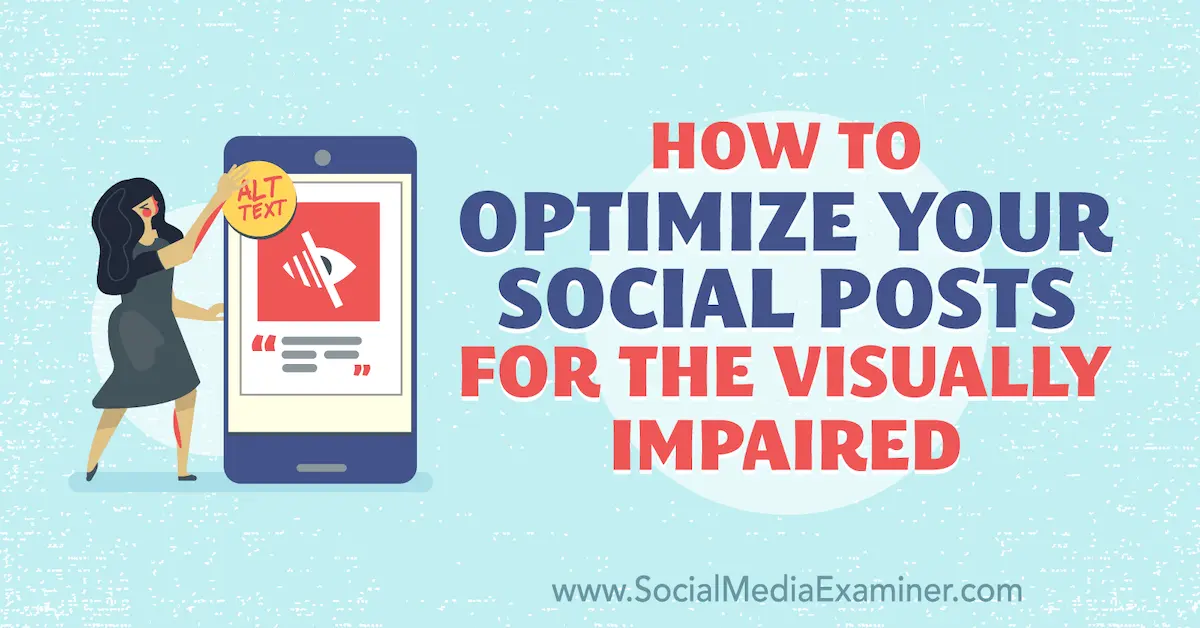 ALT
TEXT
HOW TO
OPTIMIZE YOUR
SOCIAL POSTS
FOR THE VISUALLY
IMPAIRED
www.SocialMediaExaminer.com